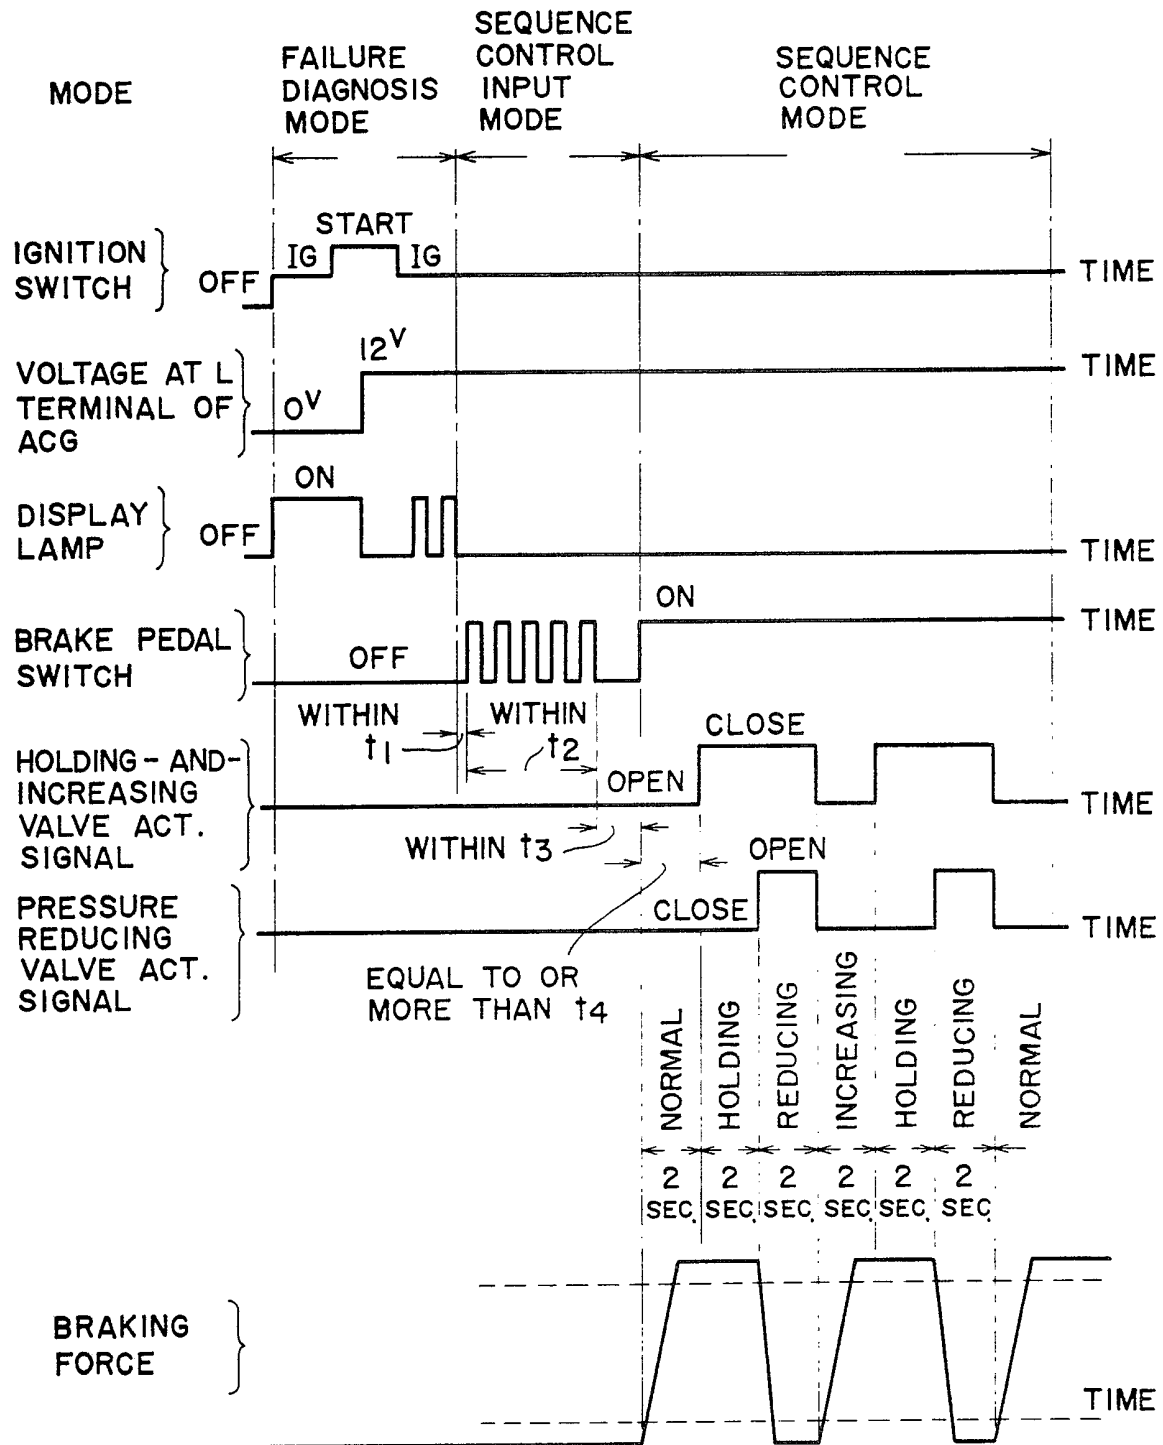 MODE
FAILURE
DIAGNOSIS
MODE
SEQUENCE
CONTROL
INPUT
MODE
SEQUENCE
CONTROL
MODE
IGNITION
SWITCH
OFF
IG
START
IG
TIME
VOLTAGE AT L
TERMINAL OF
ACG
0V
12V
TIME
DISPLAY
LAMP
OFF
ON
TIME
BRAKE PEDAL
SWITCH
OFF
ON
TIME
WITHIN
t1
WITHIN
t2
HOLDING-AND-
INCREASING
VALVE ACT.
SIGNAL
OPEN
CLOSE
TIME
WITHIN t3
PRESSURE
REDUCING
VALVE ACT.
SIGNAL
CLOSE
OPEN
TIME
EQUAL TO OR
MORE THAN t4
NORMAL
HOLDING
REDUCING
INCREASING
HOLDING
REDUCING
NORMAL
2
SEC.
2
SEC.
2
SEC.
2
SEC.
2
SEC.
2
SEC.
BRAKING
FORCE
TIME